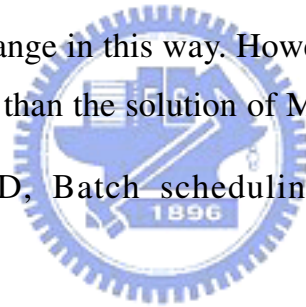 ange in this way. Howe
than the solution of M
D, Batch schedulin
1896